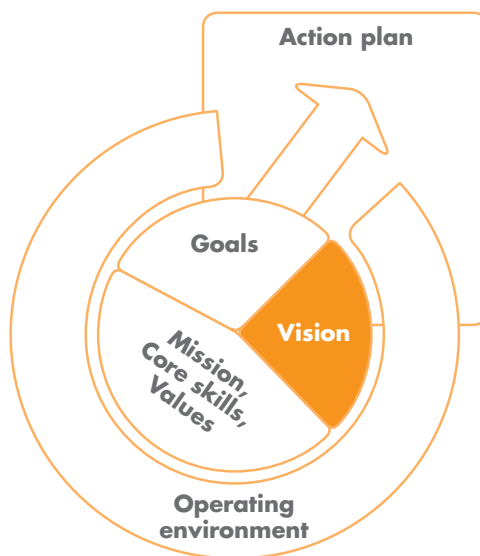 Action plan
Goals
Vision
Mission,
Core skills,
Values
Operating
environment